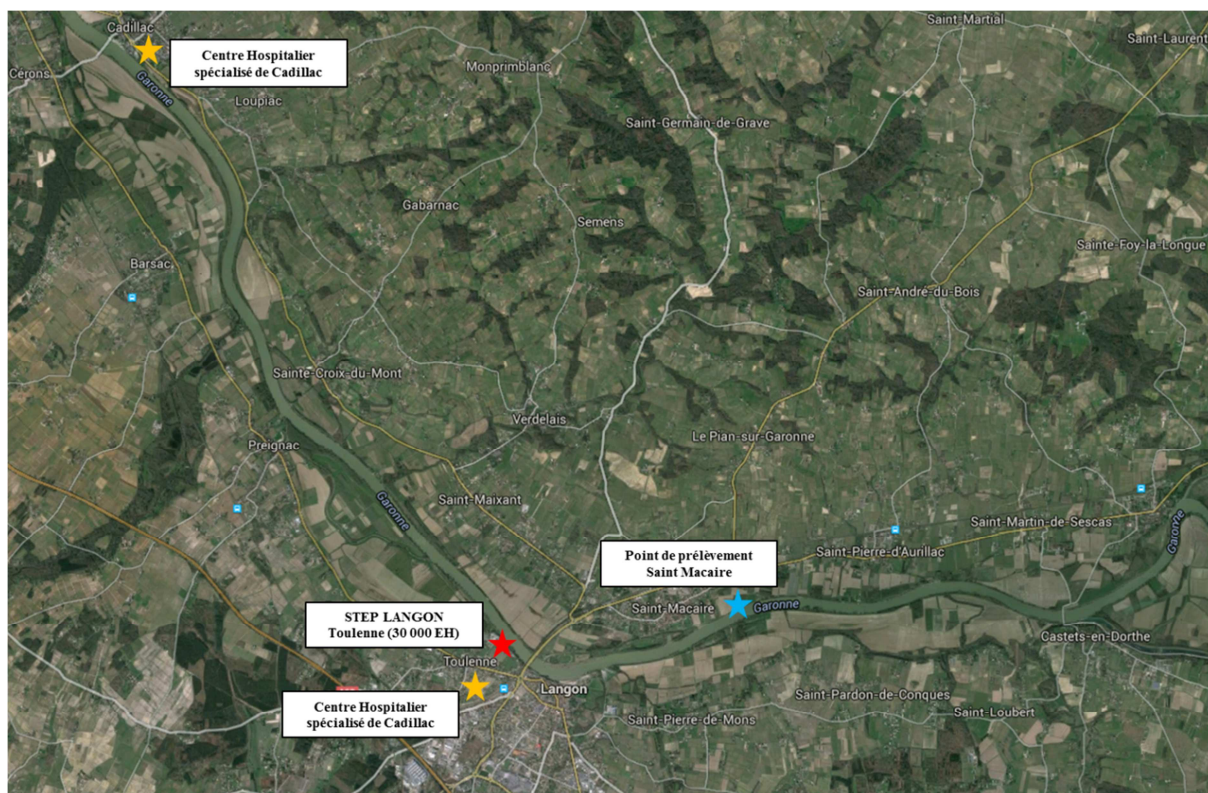 Cadillac
Saint-Martial
Saint-Laurent
Centre Hospitalier
spécialisé de Cadillac
Cerons
Garonne
Monprimblanc
Loupiac
Saint-Germain-de-Grave
Gabarnac
Semens
Sainte-Foy-la-Longue
Barsac
Saint-André-du-Bois
Sainte-Croix-du-Mont
Verdelais
Le Pian-sur-Garonne
Preignac
Saint-Maixant
Garonne
Saint-Martin-de-Sescas
Garonne
Saint-Pierre-d'Aurillac
Point de prélèvement
Saint Macaire
Saint-Macaire
Garonne
STEP LANGON
Toulenne (30 000 EH)
Castets-en-Dorthe
Toulenne
Langon
Saint-Pardon-de-Conques
Centre Hospitalier
spécialisé de Cadillac
Saint-Loubert
Saint-Pierre-de-Mons